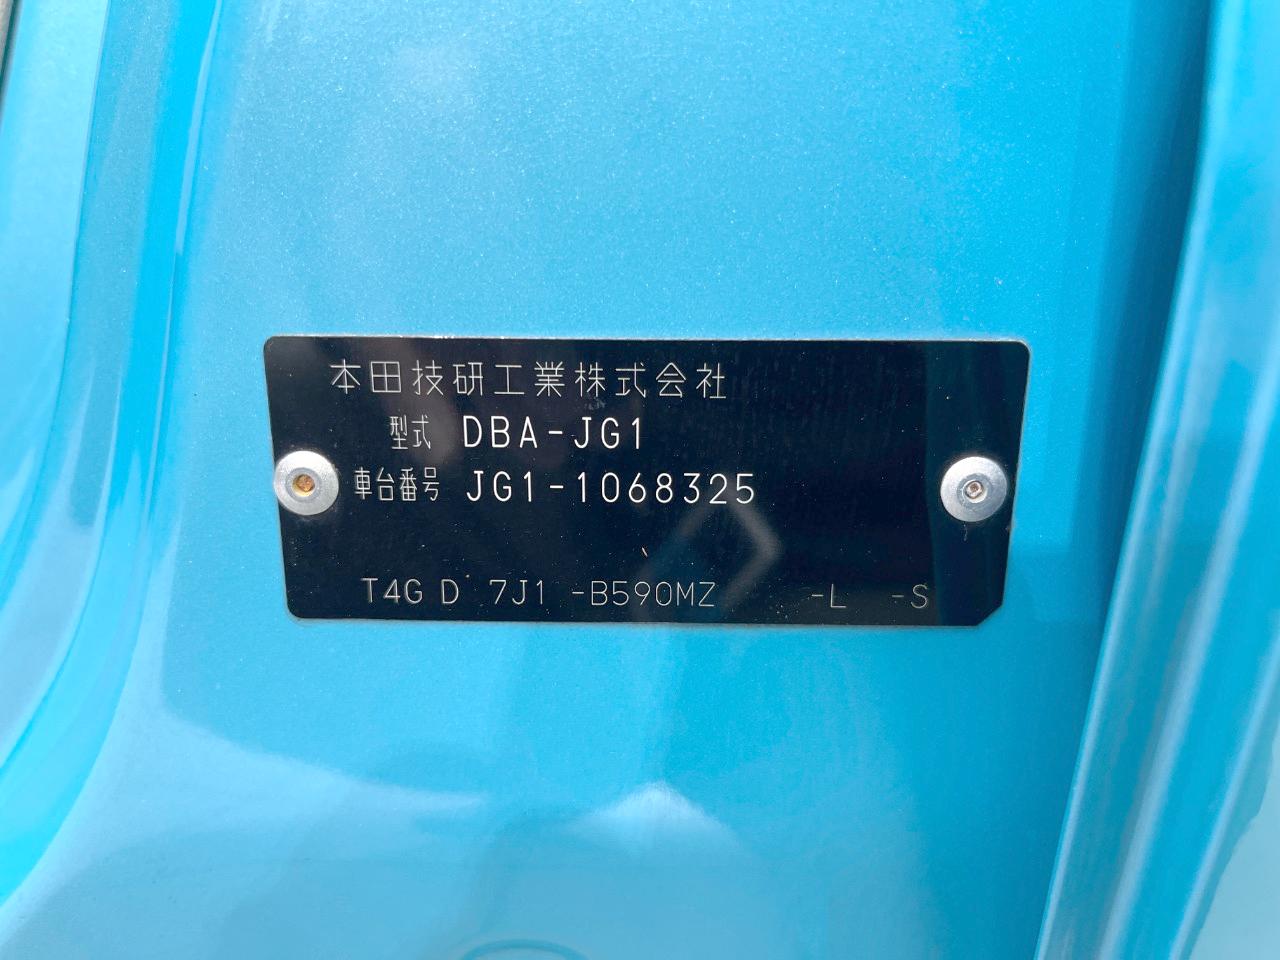 本田技研工業株式会社
型式 DBA-JG1
車台番号 JG1-1068325
T4G D 7J1 -B590MZ -L -S